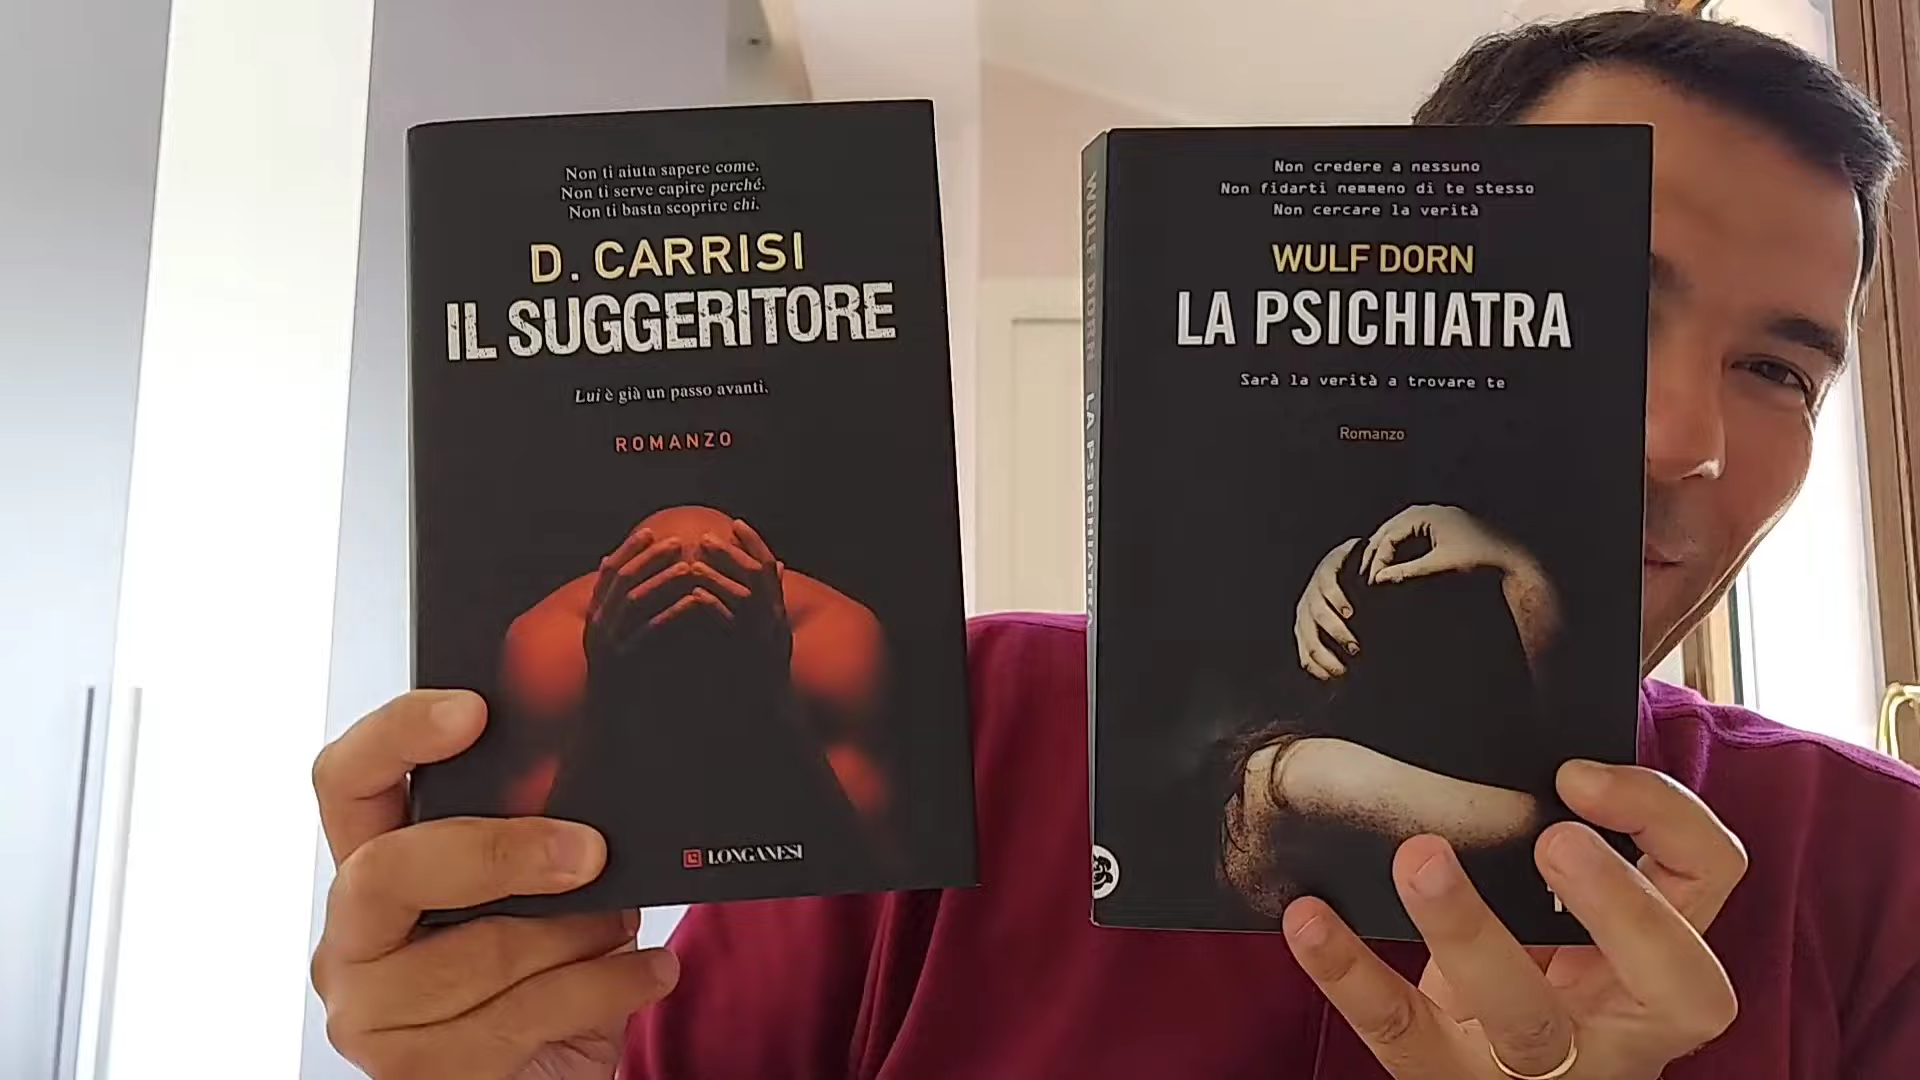 Non ti aiuta sapere come.
Non ti serve capire perché.
Non ti basta scoprire chi.
D. CARRISI
IL SUGGERITORE
Lui è già un passo avanti.
ROMANZO
LONGANESI
WULF DORN LA PSICHIATRA
Non credere a nessuno
Non fidarti nemmeno di te stesso
Non cercare la verità
WULF DORN
LA PSICHIATRA
Sarà la verità a trovare te
Romanzo